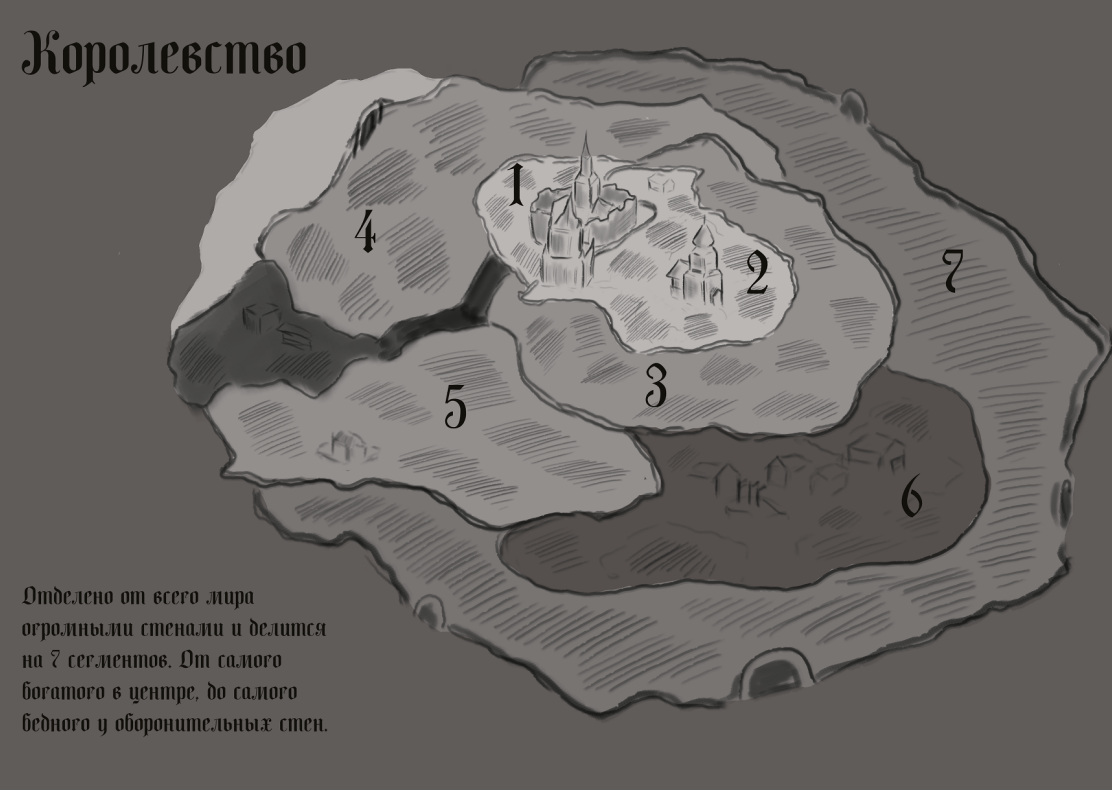 Королевство
1
4
2
7
3
5
6
Отделено от всего мира
огромными стенами и делится
на 7 сегментов. От самого
богатого в центре, до самого
бедного у оборонительных стен.